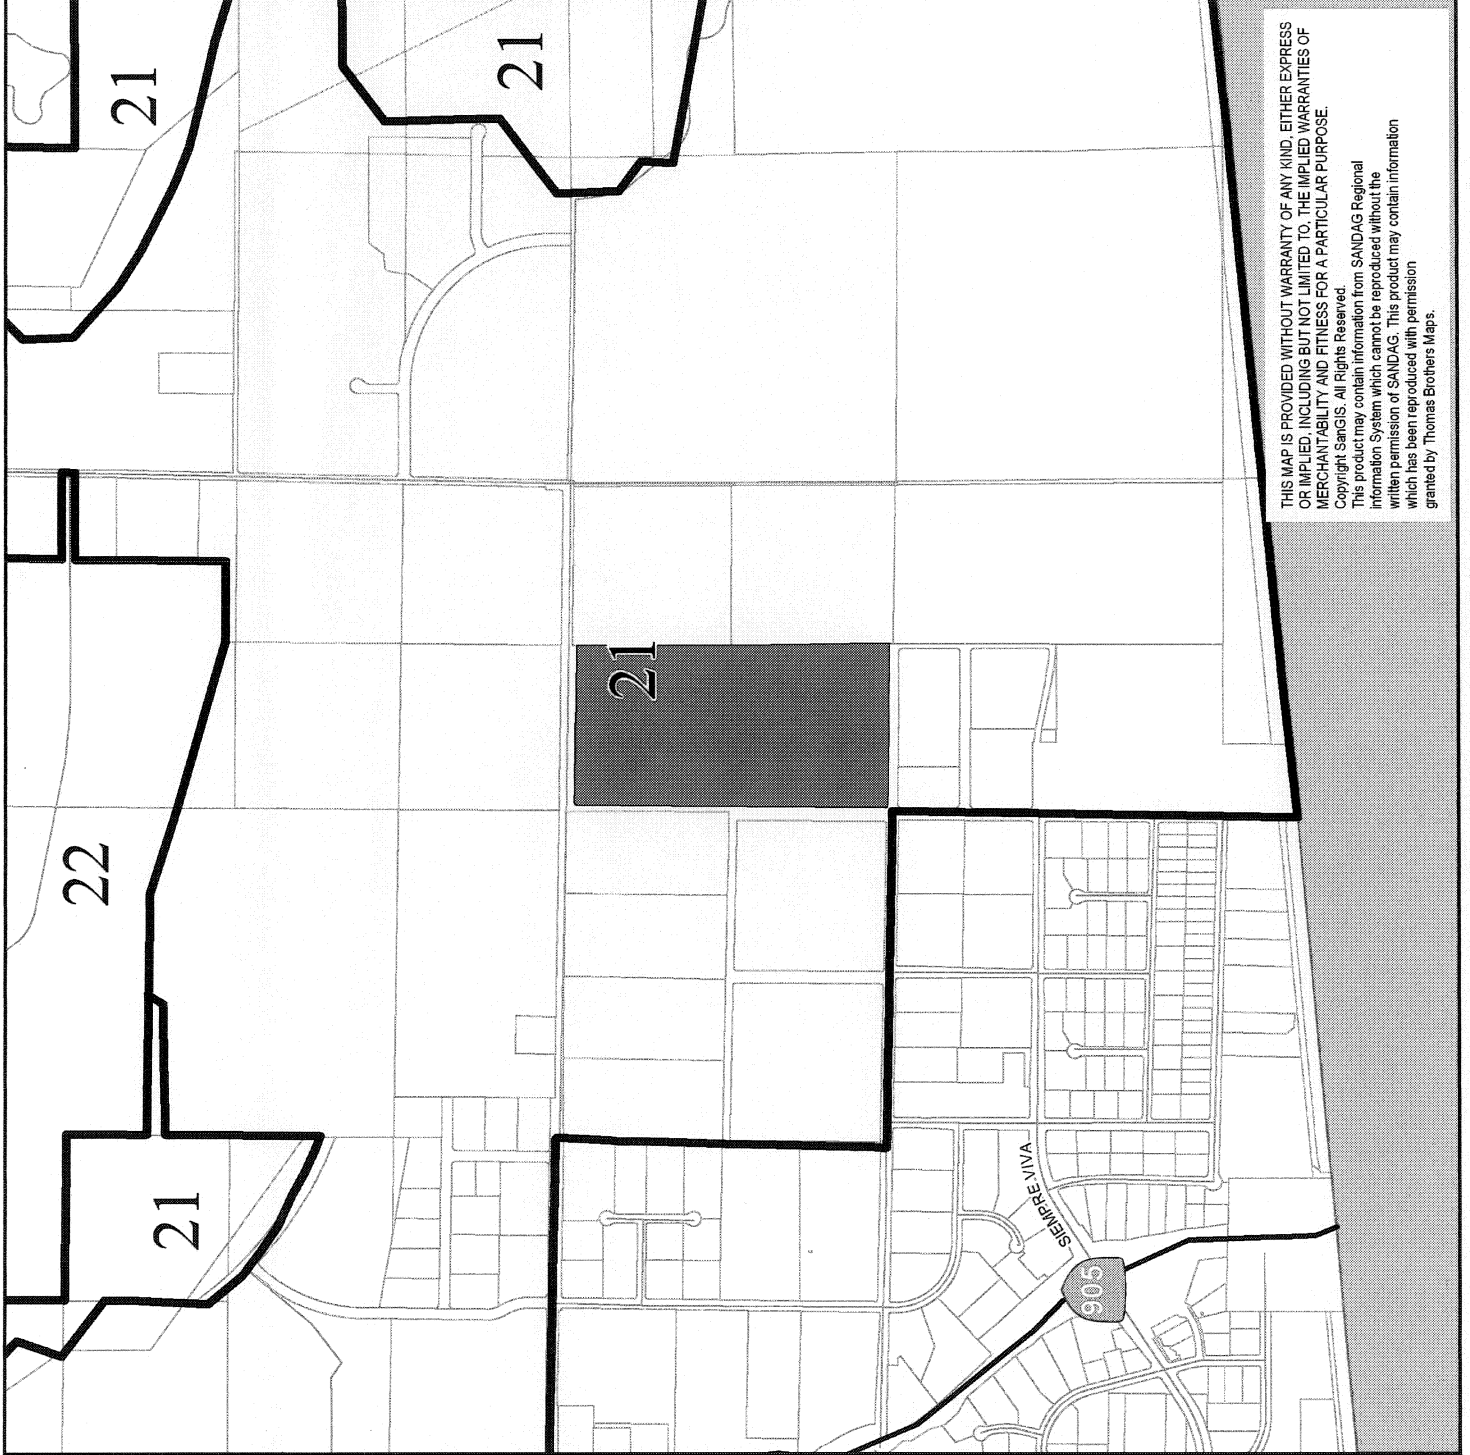 21
21
22
21
21
SIEMPRE VIVA
905
THIS MAP IS PROVIDED WITHOUT WARRANTY OF ANY KIND, EITHER EXPRESS
OR IMPLIED, INCLUDING BUT NOT LIMITED TO, THE IMPLIED WARRANTIES OF
MERCHANTABILITY AND FITNESS FOR A PARTICULAR PURPOSE.
Copyright SanGIS. All Rights Reserved.
This product may contain information from SANDAG Regional
Information System which cannot be reproduced without the
written permission of SANDAG. This product may contain information
which has been reproduced with permission
granted by Thomas Brothers Maps.